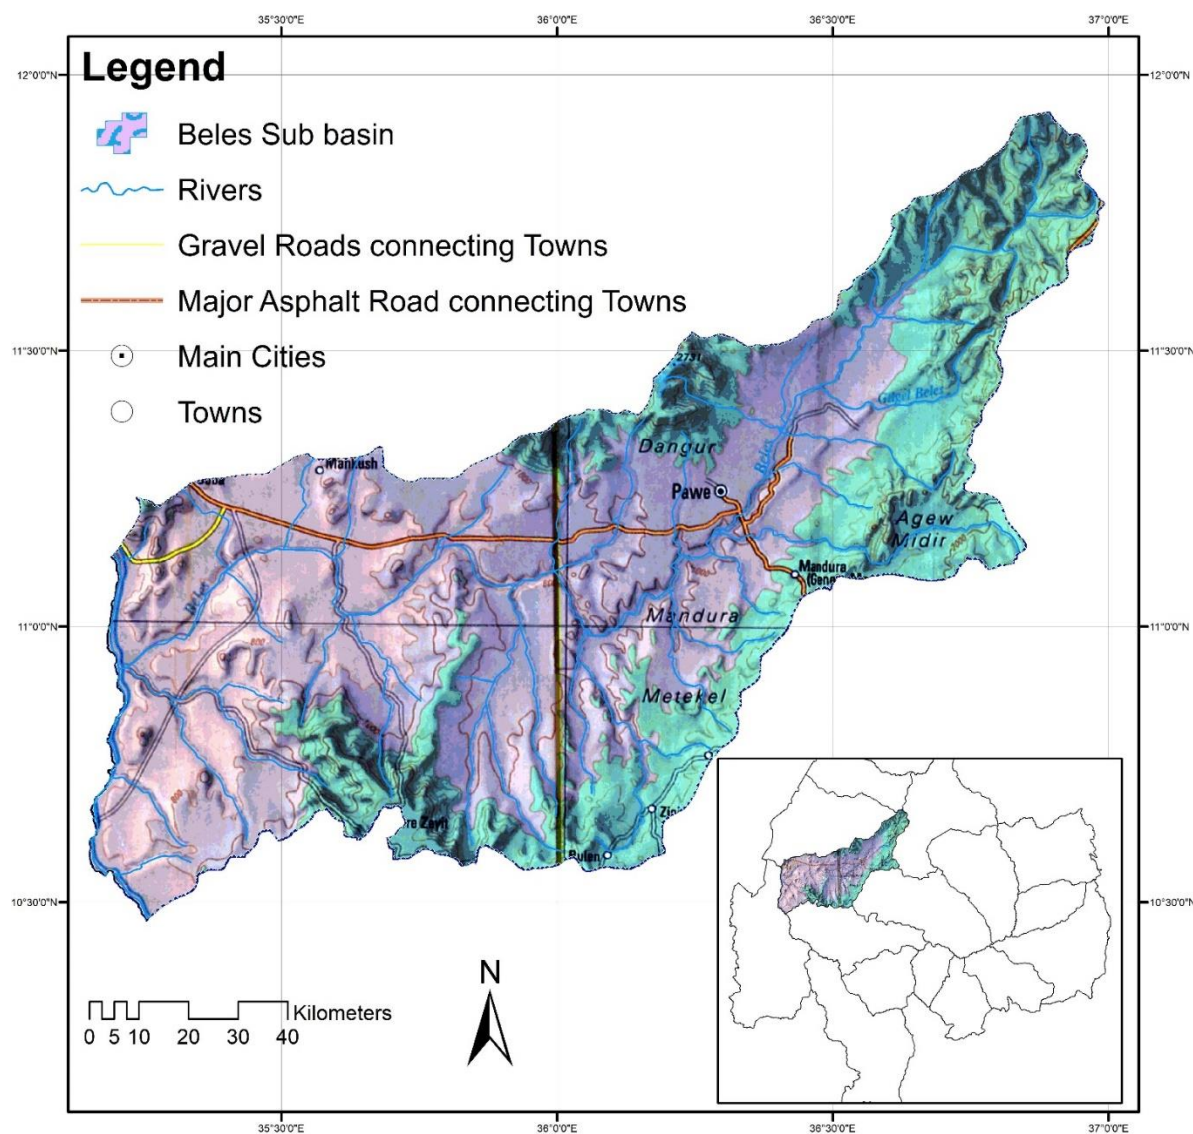 35°30'0"E
36°0'0"E
36°30'0"E
37°0'0"E
12°0'0"N
12°0'0"N
Legend
Beles Sub basin
Rivers
Gravel Roads connecting Towns
Major Asphalt Road connecting Towns
Main Cities
Towns
11°30'0"N
11°30'0"N
2731
Gilgel Beles
Dangur
Beles
Mankush
Pawe
Agew
Midir
2000
Mandura
Mandura
11°0'0"N
11°0'0"N
800
Metekel
800
Bulen
10°30'0"N
10°30'0"N
N
Kilometers
0 5 10 20 30 40
35°30'0"E
36°0'0"E
36°30'0"E
37°0'0"E